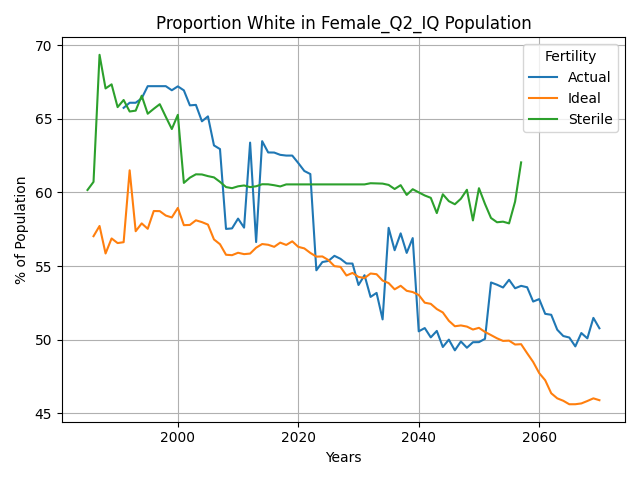 Proportion White in Female_Q2_IQ Population
% of Population
70
65
60
55
50
45
2000
2020
2040
2060
Years
Fertility
Actual
Ideal
Sterile